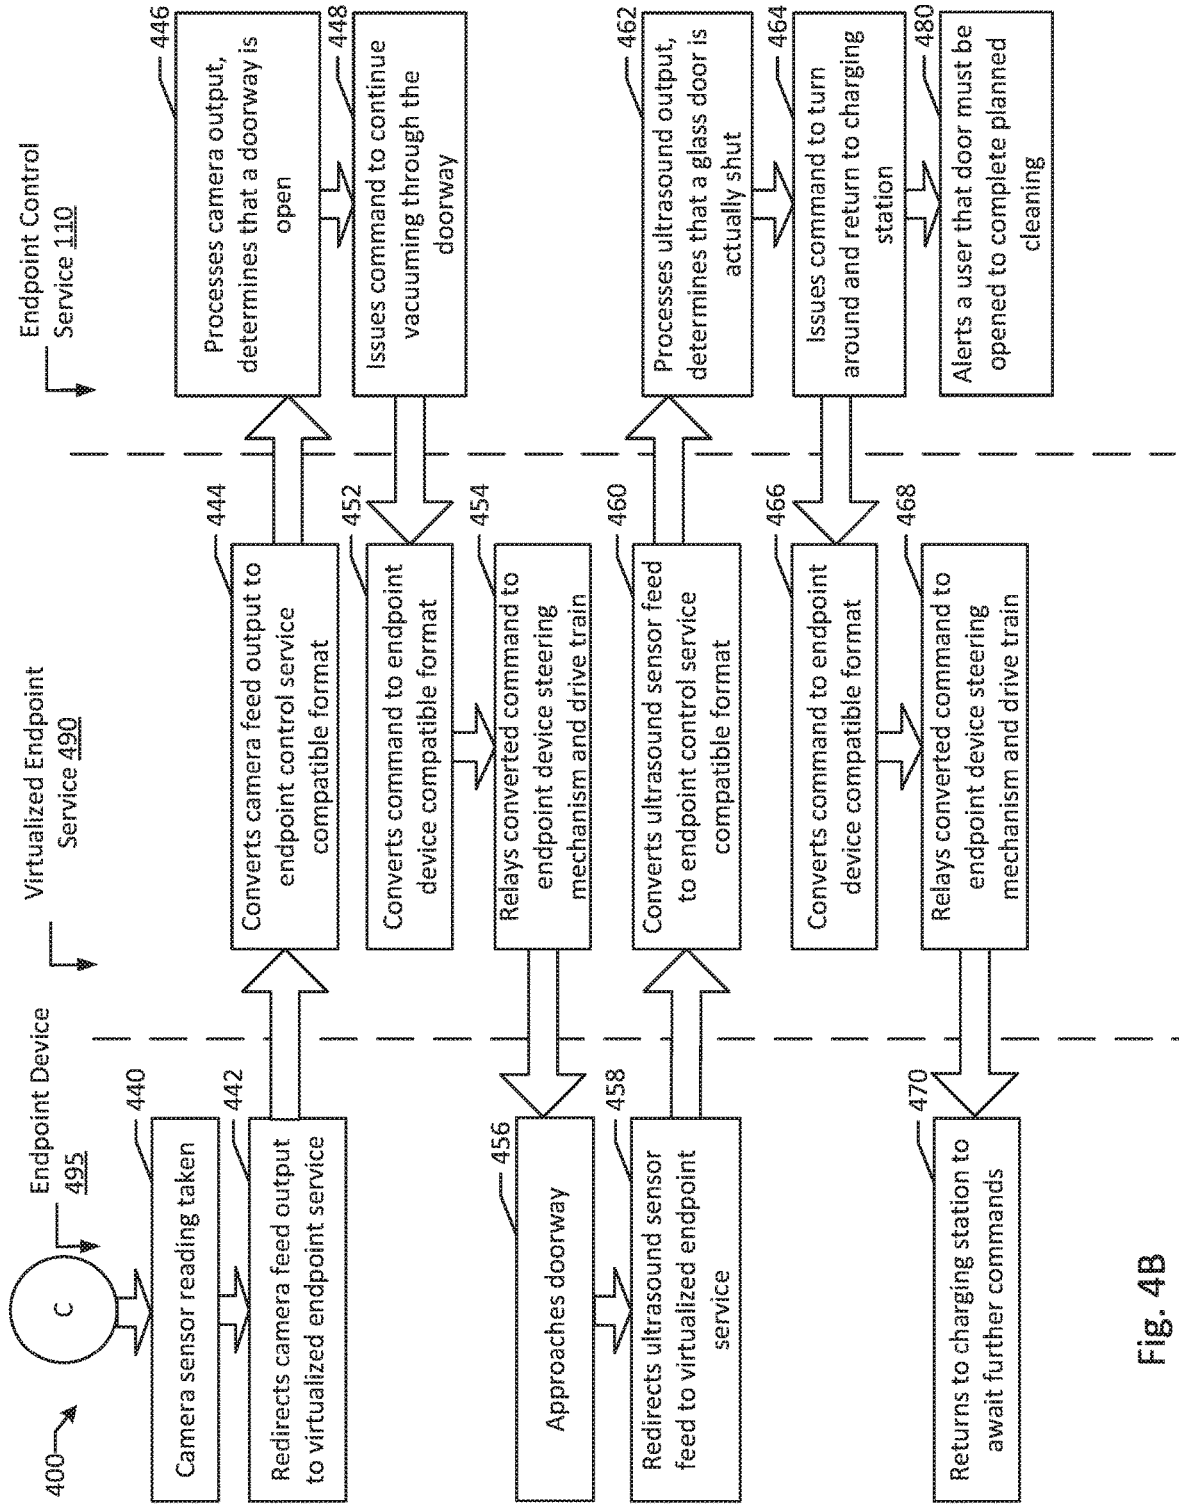 400
C
Endpoint Device
495
Virtualized Endpoint
Service 490
Endpoint Control
Service 110
440
Camera sensor reading taken
442
Redirects camera feed output
to virtualized endpoint service
444
Converts camera feed output to
endpoint control service
compatible format
446
Processes camera output,
determines that a doorway is
open
448
Issues command to continue
vacuuming through the
doorway
452
Converts command to endpoint
device compatible format
454
Relays converted command to
endpoint device steering
mechanism and drive train
456
Approaches doorway
458
Redirects ultrasound sensor
feed to virtualized endpoint
service
460
Converts ultrasound sensor feed
to endpoint control service
compatible format
462
Processes ultrasound output,
determines that a glass door is
actually shut
464
Issues command to turn
around and return to charging
station
480
Alerts a user that door must be
opened to complete planned
cleaning
466
Converts command to endpoint
device compatible format
468
Relays converted command to
endpoint device steering
mechanism and drive train
470
Returns to charging station to
await further commands
Fig. 4B